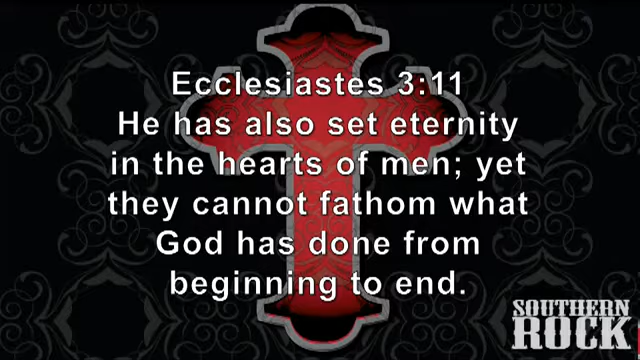 Ecclesiastes 3:11
He has also set eternity
in the hearts of men; yet
they cannot fathom what
God has done from
beginning to end.
SOUTHERN
ROCK